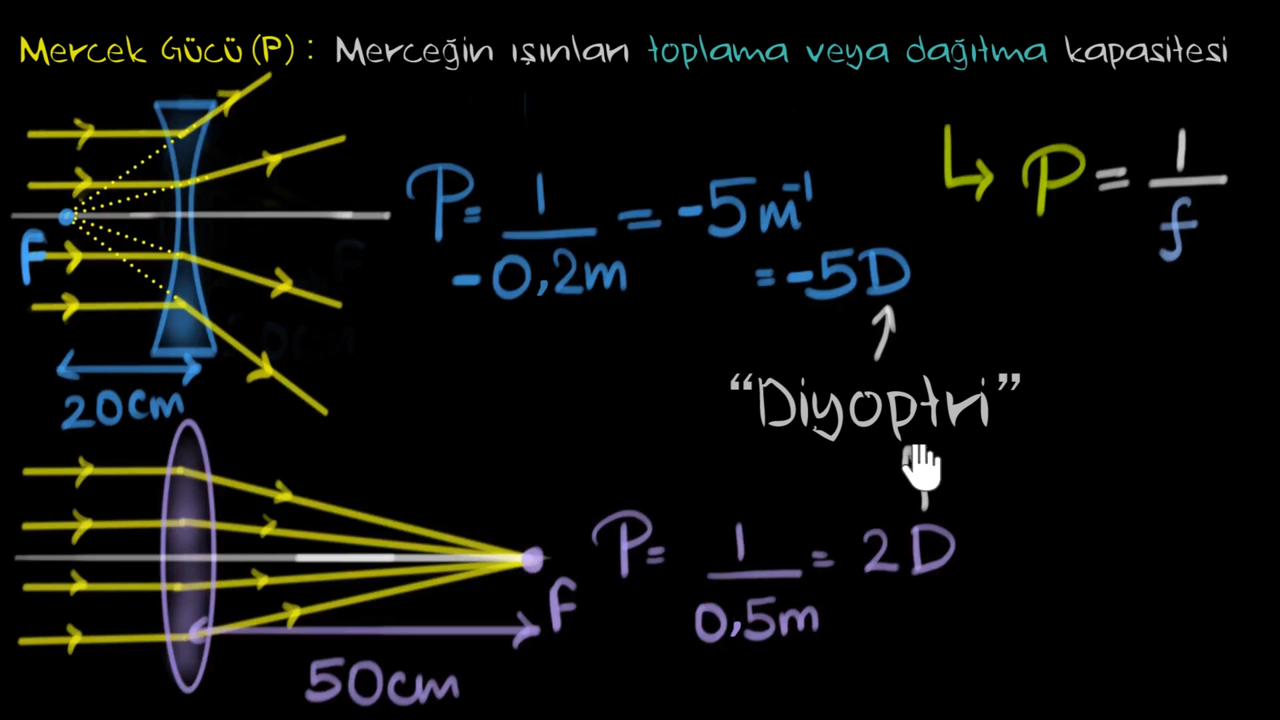 Mercek Gücü (P) : Merceğin ışınları toplama veya dağıtma kapasitesi
P = 1/f
F
20cm
P = 1/-0,2m = -5m⁻¹
= -5D
"Diyoptri"
F
50cm
P = 1/0,5m = 2D